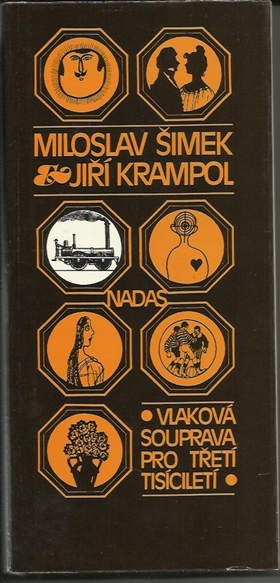 MILOSLAV ŠIMEK
& JIŘÍ KRAMPOL
NADAS
• VLAKOVÁ
SOUPRAVA
PRO TŘETÍ
TISÍCILETÍ •